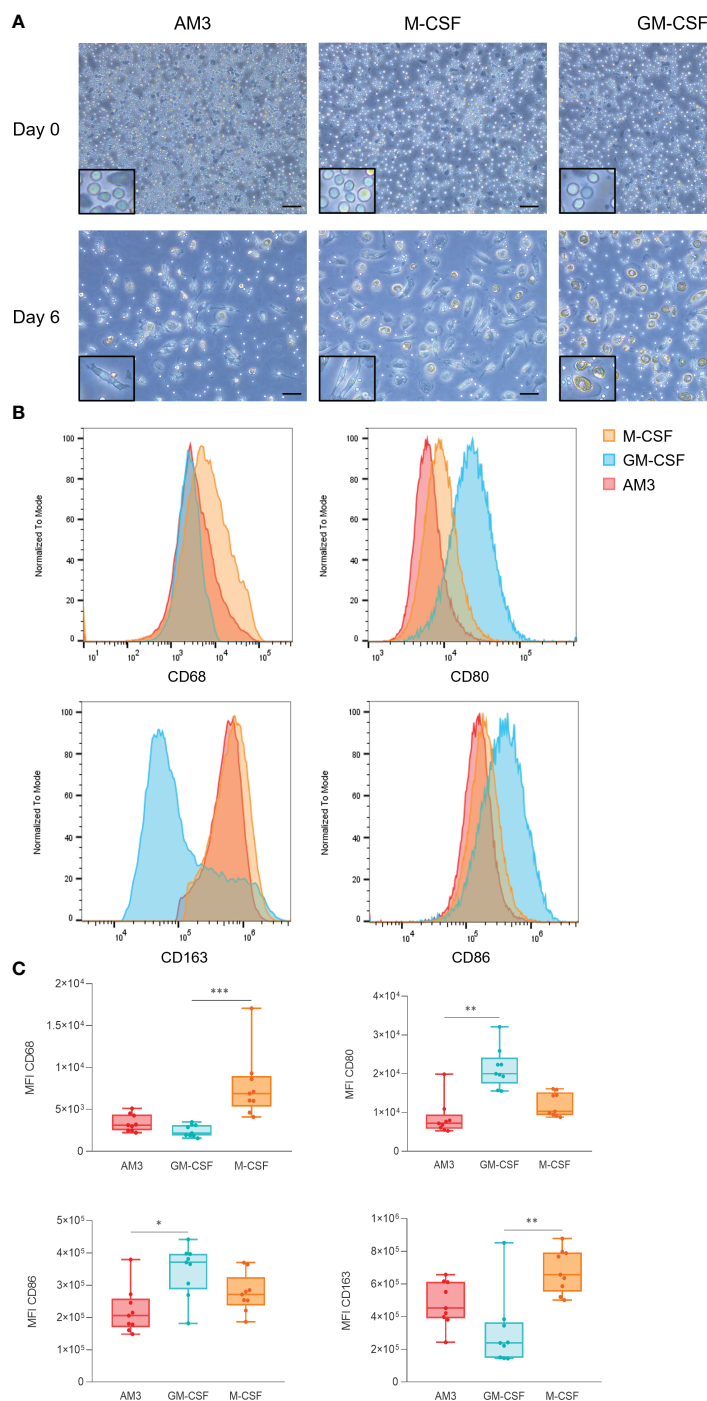 A
AM3 M-CSF GM-CSF
Day 0
Day 6
B
M-CSF
GM-CSF
AM3
Normalized To Mode
100
80
60
40
20
0
10^1 10^2 10^3 10^4 10^5
CD68
Normalized To Mode
100
80
60
40
20
0
10^3 10^4 10^5
CD80
Normalized To Mode
100
80
60
40
20
0
10^4 10^5 10^6
CD163
Normalized To Mode
100
80
60
40
20
0
10^4 10^5 10^6
CD86
C
MFI CD68
2×10^4
1.5×10^4
1×10^4
5×10^3
0
***
AM3 GM-CSF M-CSF
MFI CD80
4×10^4
3×10^4
2×10^4
1×10^4
0
**
AM3 GM-CSF M-CSF
MFI CD86
5×10^5
4×10^5
3×10^5
2×10^5
1×10^5
0
*
AM3 GM-CSF M-CSF
MFI CD163
1×10^6
8×10^5
6×10^5
4×10^5
2×10^5
0
**
AM3 GM-CSF M-CSF